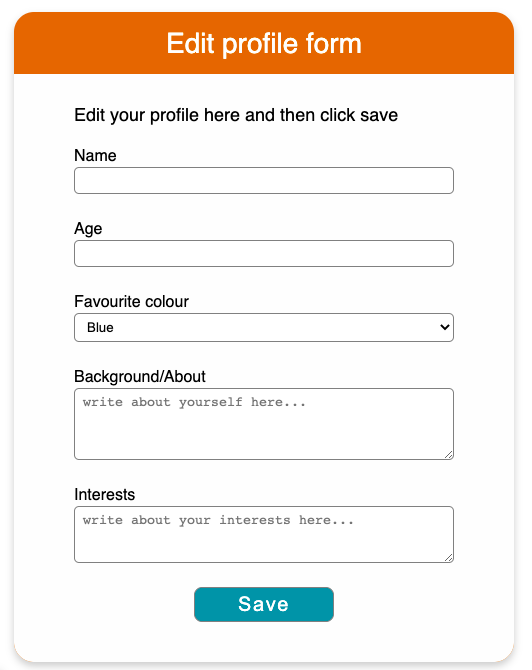 Edit profile form
Edit your profile here and then click save
Name
Age
Favourite colour
Blue
Background/About
write about yourself here...
Interests
write about your interests here...
Save